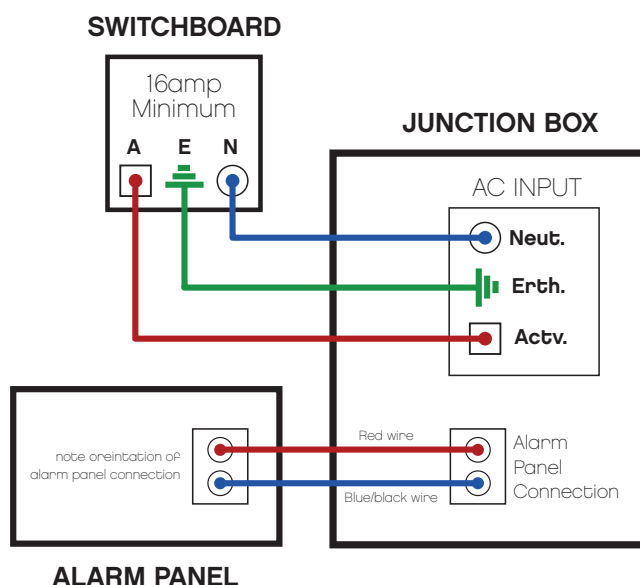 SWITCHBOARD
16amp
Minimum
A E N
JUNCTION BOX
AC INPUT
Neut.
Erth.
Actv.
note oreintation of
alarm panel connection
Red wire
Blue/black wire
Alarm
Panel
Connection
ALARM PANEL